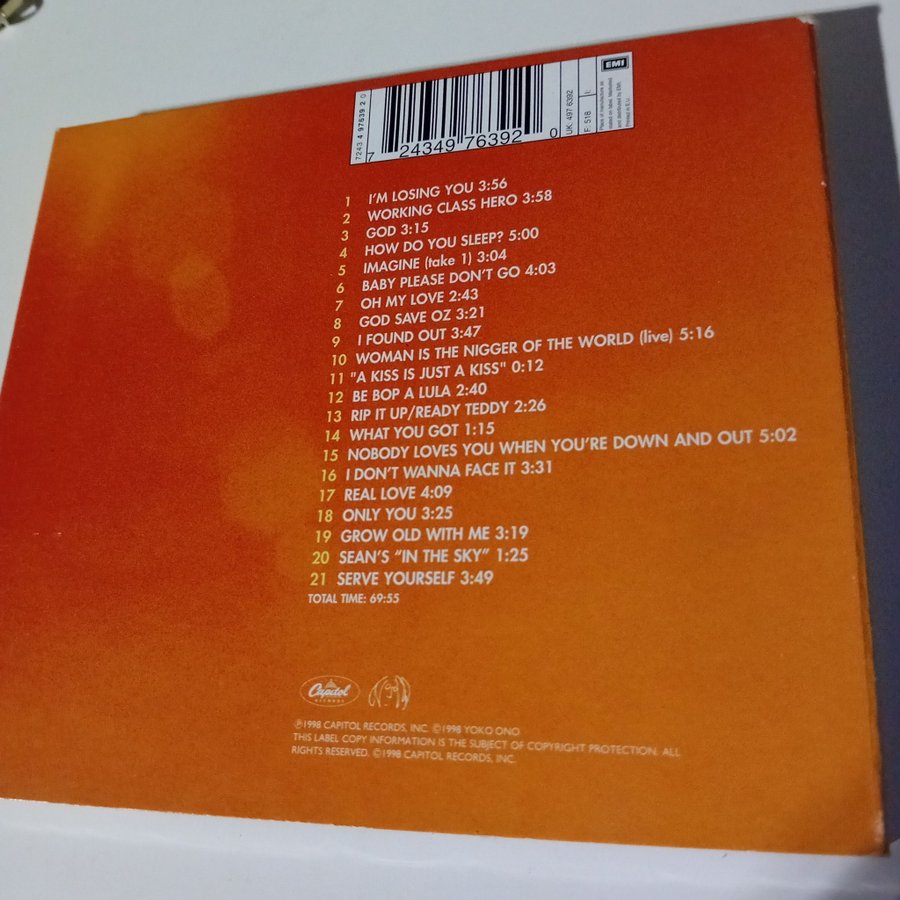 EMI
7243 4 97639 2 0
7 24349 76392 0
UK: 497 6392
F: 518
I'M LOSING YOU 3:56
1
WORKING CLASS HERO 3:58
2
GOD 3:15
3
HOW DO YOU SLEEP? 5:00
4
IMAGINE (take 1) 3:04
5
BABY PLEASE DON'T GO 4:03
6
OH MY LOVE 2:43
7
GOD SAVE OZ 3:21
8
I FOUND OUT 3:47
9
10 WOMAN IS THE NIGGER OF THE WORLD (live) 5:16
11 "A KISS IS JUST A KISS" 0:12
12 BE BOP A LULA 2:40
13 RIP IT UP/READY TEDDY 2:26
14 WHAT YOU GOT 1:15
15 NOBODY LOVES YOU WHEN YOU'RE DOWN AND OUT 5:02
16 I DON'T WANNA FACE IT 3:31
17 REAL LOVE 4:09
18 ONLY YOU 3:25
19 GROW OLD WITH ME 3:19
20 SEAN'S "IN THE SKY" 1:25
21 SERVE YOURSELF 3:49
TOTAL TIME: 69:55
Capitol
RECORDS
℗1998 CAPITOL RECORDS, INC. ©1998 YOKO ONO
THIS LABEL COPY INFORMATION IS THE SUBJECT OF COPYRIGHT PROTECTION. ALL
RIGHTS RESERVED. ©1998 CAPITOL RECORDS, INC.